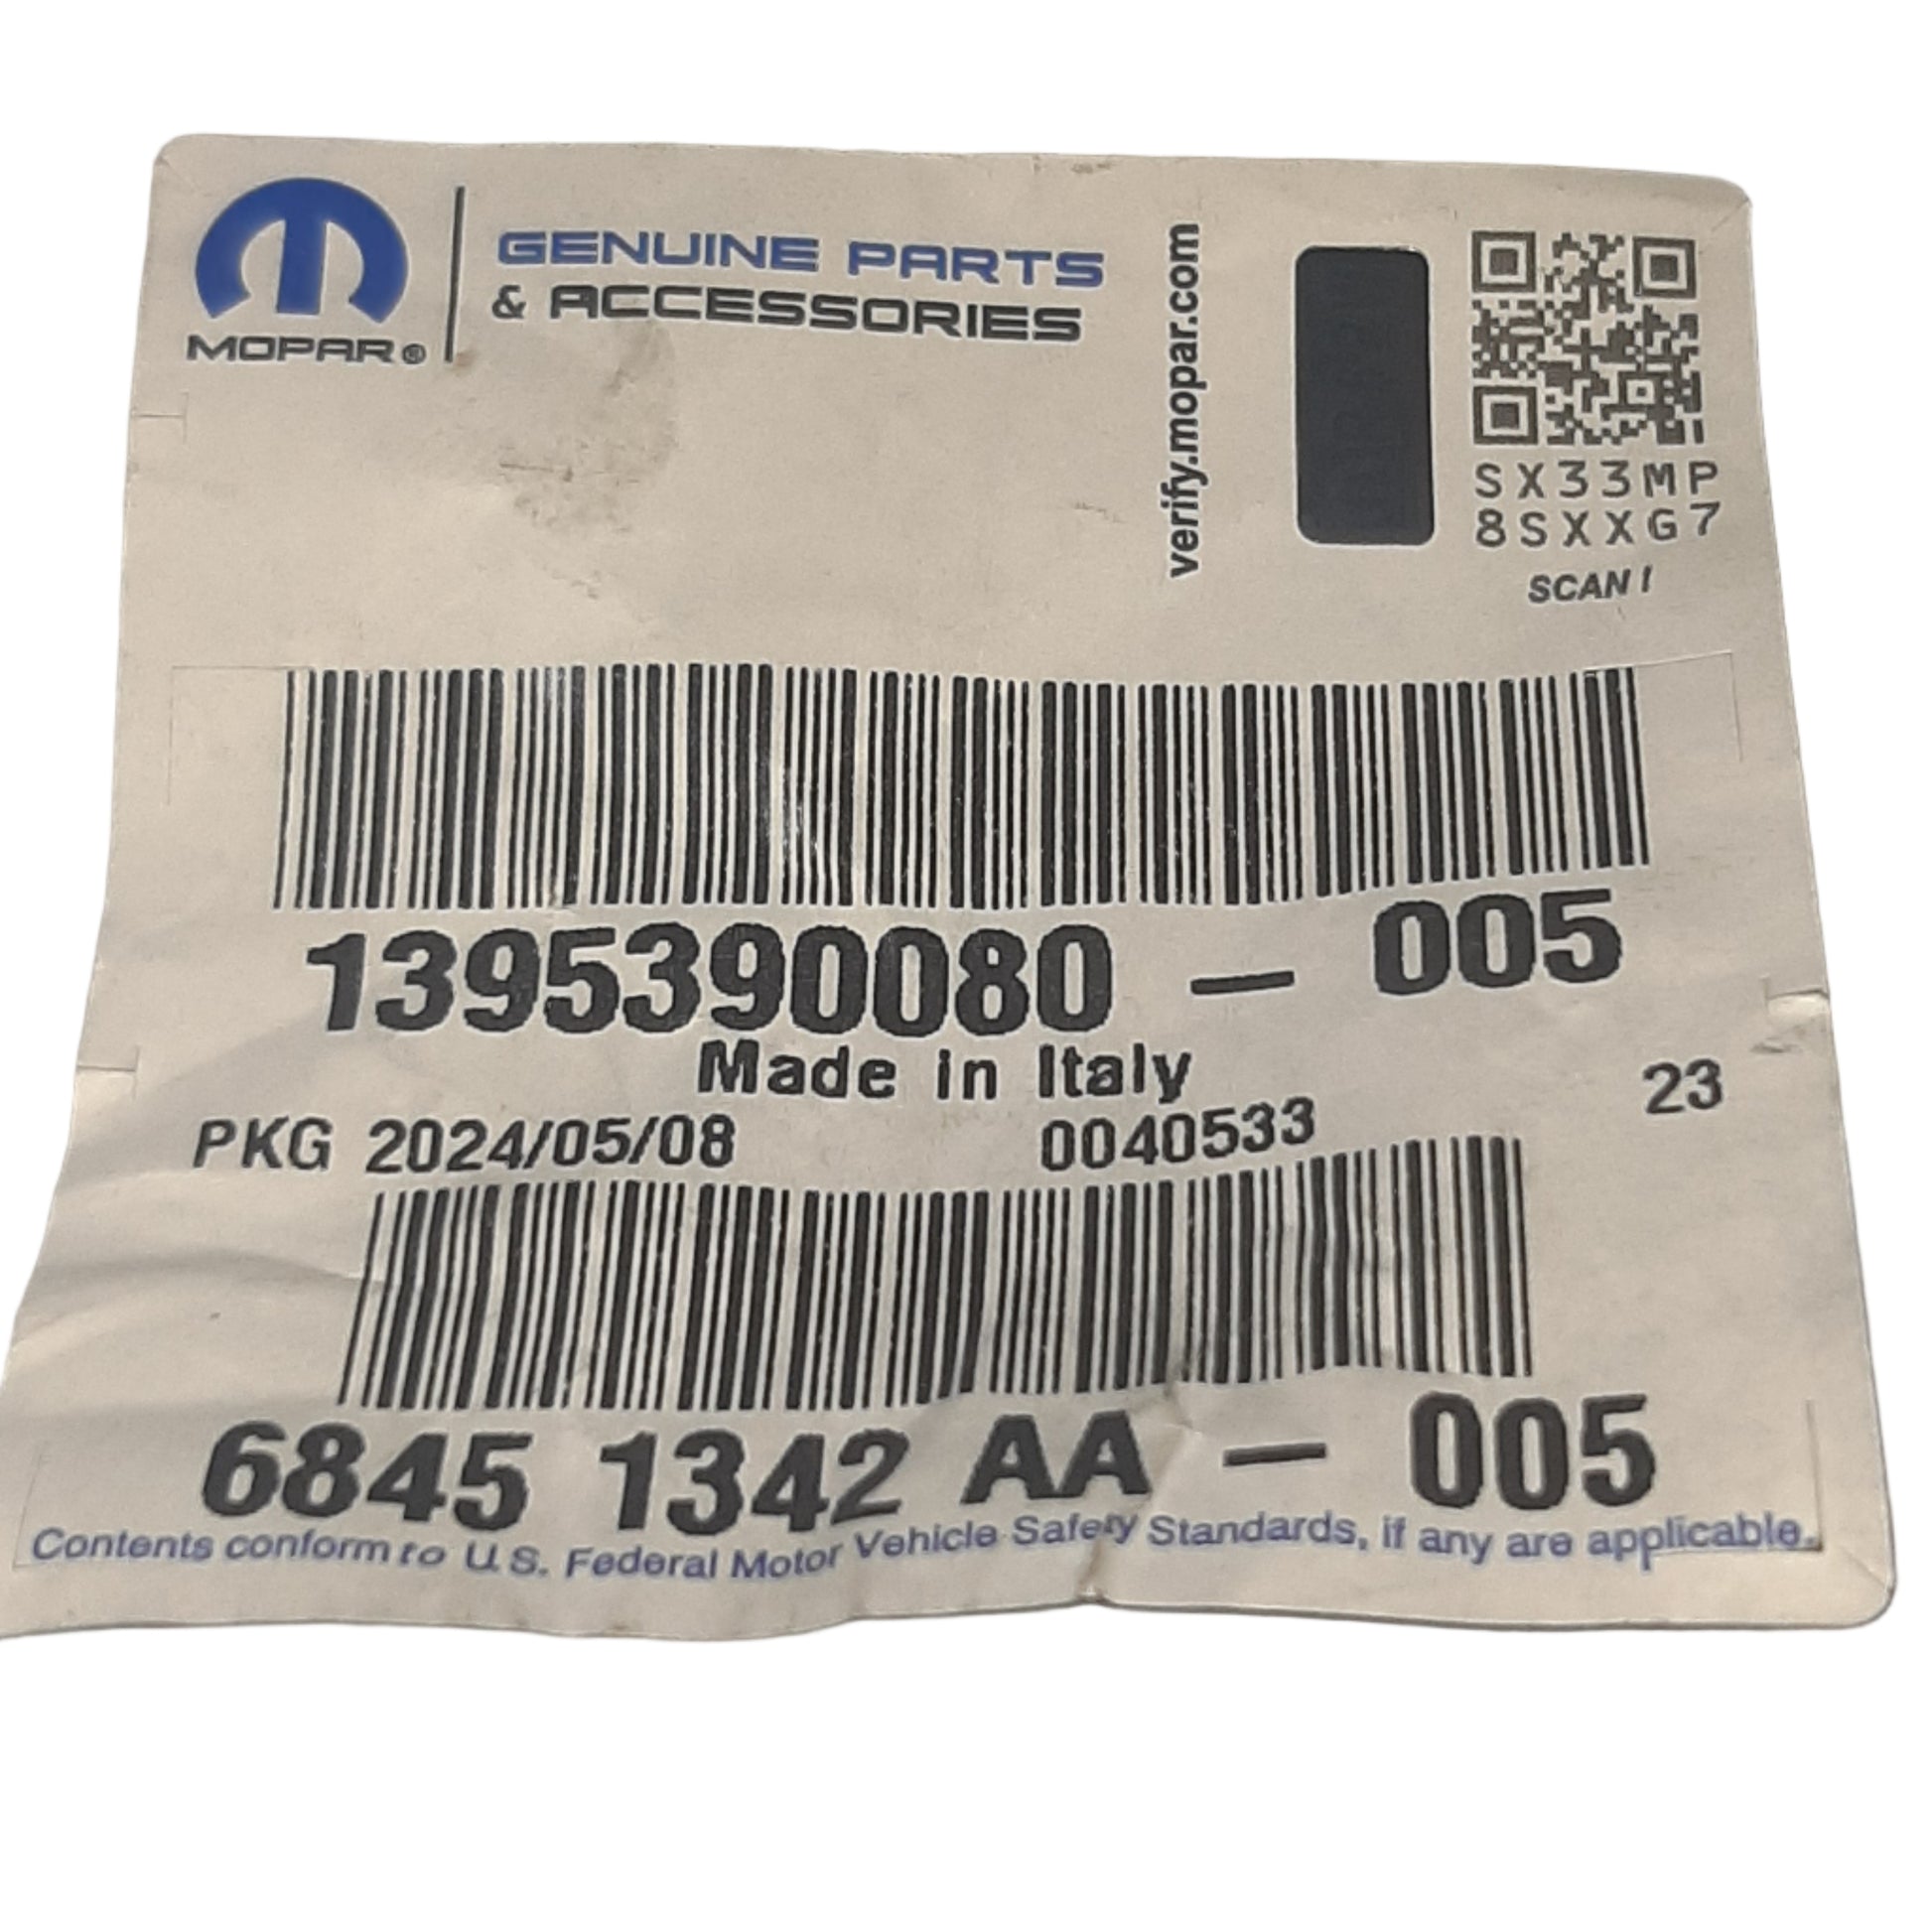 MOPAR®
GENUINE PARTS
& ACCESSORIES
verify.mopar.com
SX33MP
8SXXG7
SCAN !
1395390080 - 005
Made in Italy
23
PKG 2024/05/08 0040533
6845 1342 AA - 005
Contents conform to U.S. Federal Motor Vehicle Safety Standards, if any are applicable.